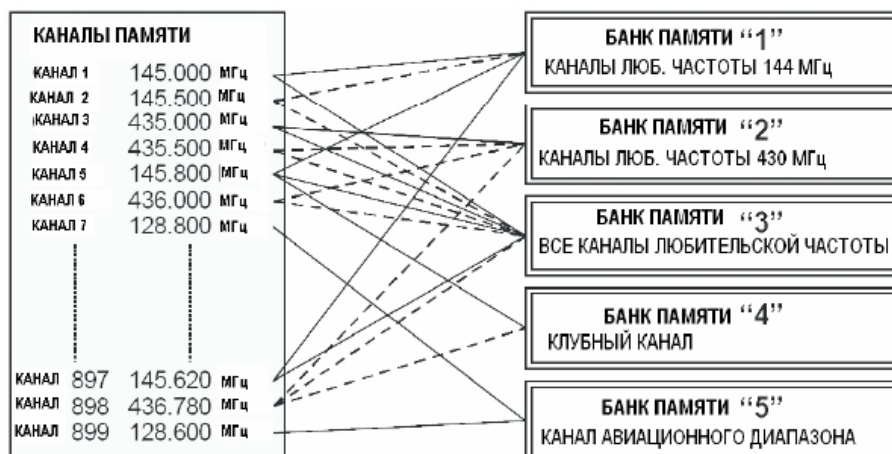 КАНАЛЫ ПАМЯТИ
КАНАЛ 1 145.000 МГц
КАНАЛ 2 145.500 МГц
КАНАЛ 3 435.000 МГц
КАНАЛ 4 435.500 МГц
КАНАЛ 5 145.800 МГц
КАНАЛ 6 436.000 МГц
КАНАЛ 7 128.800 МГц
КАНАЛ 897 145.620 МГц
КАНАЛ 898 436.780 МГц
КАНАЛ 899 128.600 МГц
БАНК ПАМЯТИ “1”
КАНАЛЫ ЛЮБ. ЧАСТОТЫ 144 МГц
БАНК ПАМЯТИ “2”
КАНАЛЫ ЛЮБ. ЧАСТОТЫ 430 МГц
БАНК ПАМЯТИ “3”
ВСЕ КАНАЛЫ ЛЮБИТЕЛЬСКОЙ ЧАСТОТЫ
БАНК ПАМЯТИ “4”
КЛУБНЫЙ КАНАЛ
БАНК ПАМЯТИ “5”
КАНАЛ АВИАЦИОННОГО ДИАПАЗОНА